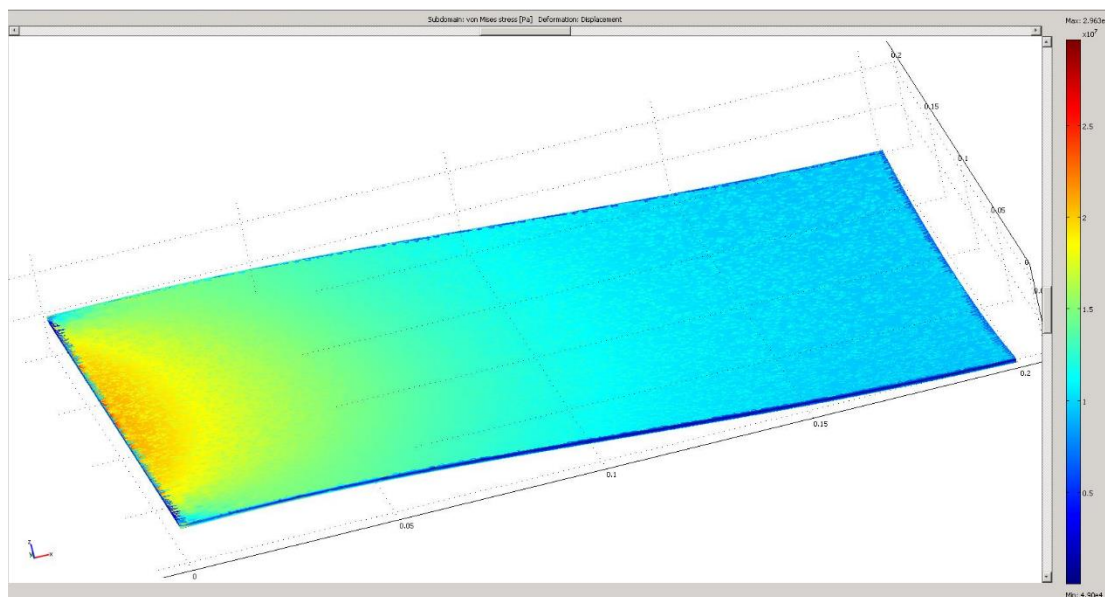 Subdomain: von Mises stress [Pa]  Deformation: Displacement
Max: 2.963e
x10⁷
2.5
2
1.5
1
0.5
Min: 4.90e4
0.2
0.15
0.1
0.05
0
0.2
0.15
0.1
0.05
0
z
y
x